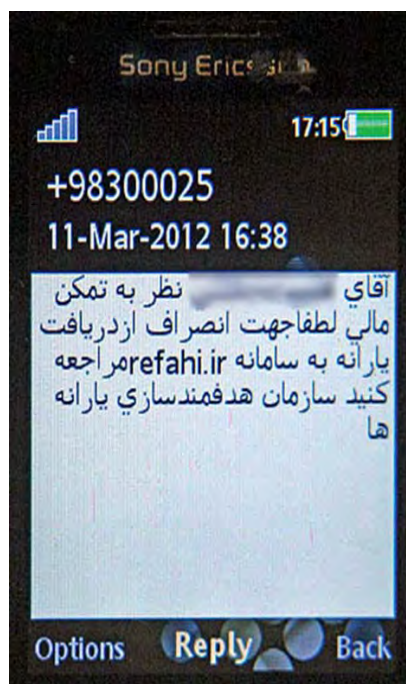 Sony Ericsson
17:15
+98300025
11-Mar-2012 16:38
آقاي نظر به تمكن
مالي لطفاجهت انصراف ازدريافت
يارانه به سامانه refahi.irمراجعه
كنيد سازمان هدفمندسازي يارانه
ها
Options Reply Back